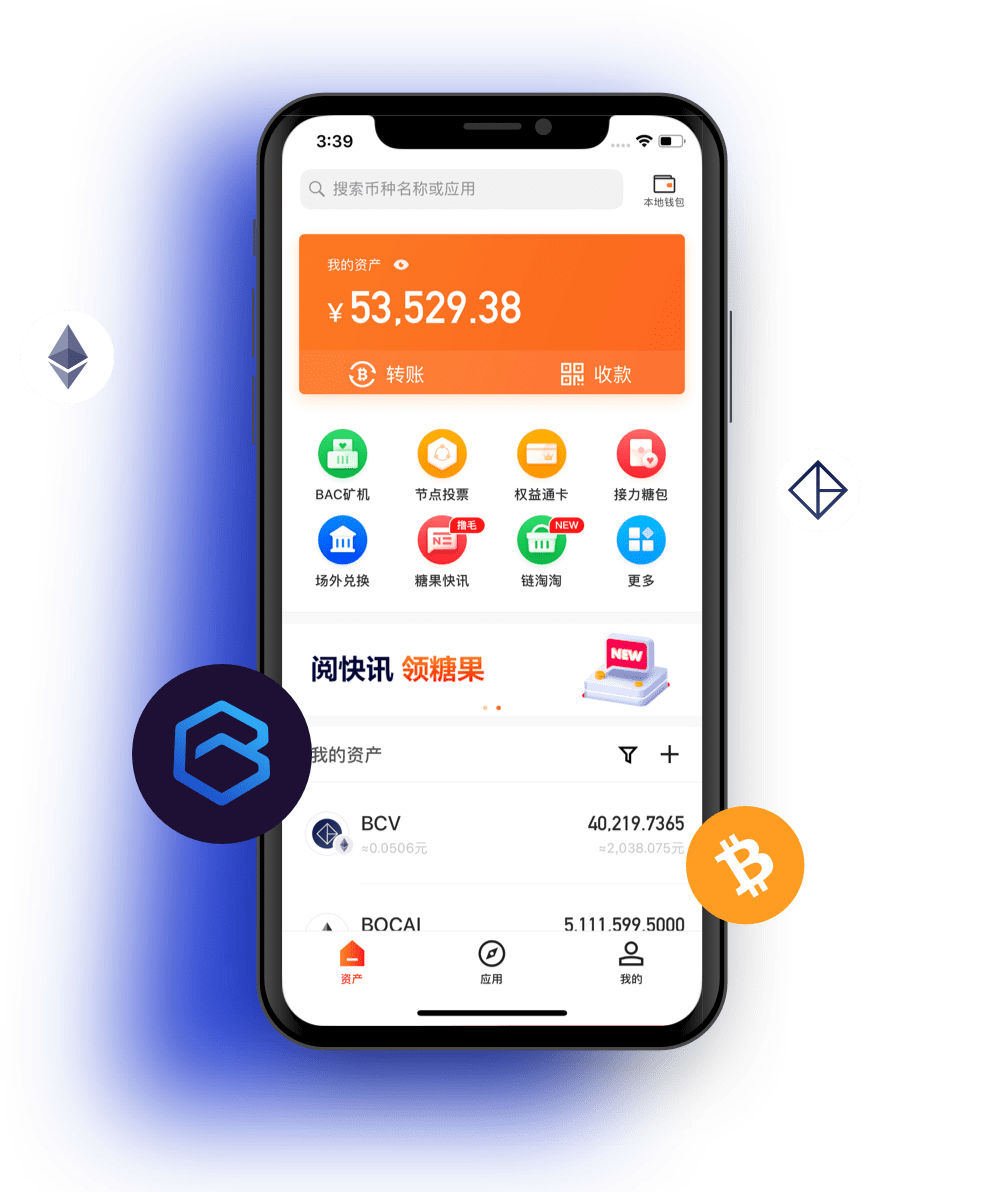 3:39
搜索币种名称或应用
本地钱包
我的资产
¥ 53,529.38
转账 收款
BAC矿机 节点投票 权益通卡 接力糖包
撸毛 NEW
场外兑换 糖果快讯 链淘淘 更多
阅快讯 领糖果
NEW
我的资产
BCV 40,219.7365
≈0.0506元 ≈2,038.075元
BOCAI 5,111,599.5000
资产 应用 我的